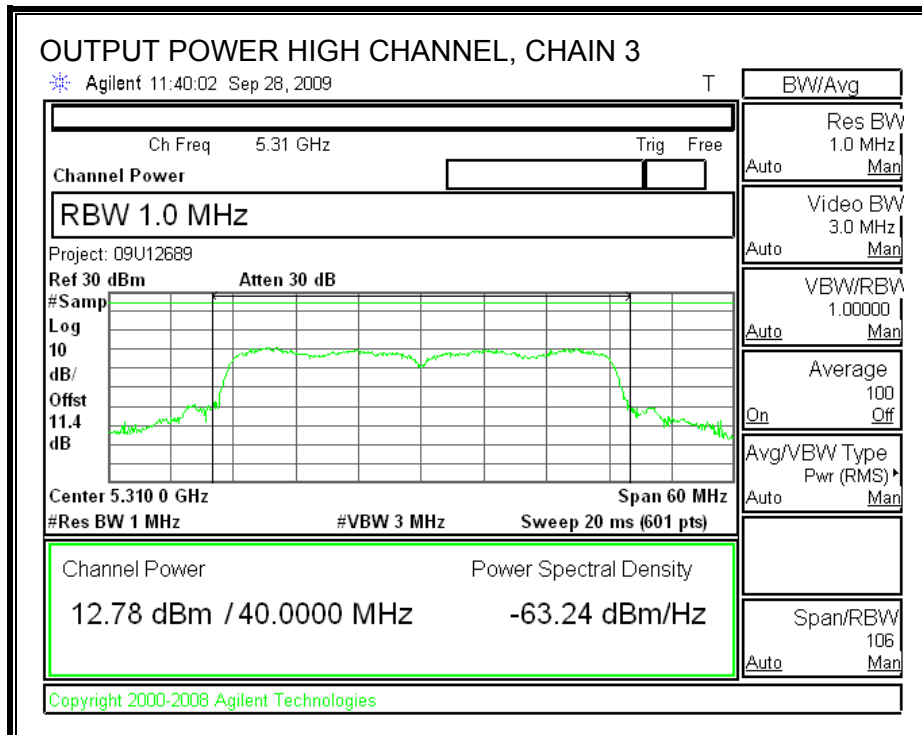 OUTPUT POWER HIGH CHANNEL, CHAIN 3
Agilent 11:40:02 Sep 28, 2009 T
BW/Avg
Ch Freq 5.31 GHz Trig Free
Channel Power
RBW 1.0 MHz
Project: 09U12689
Ref 30 dBm Atten 30 dB
#Samp
Log
10
dB/
Offst
11.4
dB
Center 5.310 0 GHz Span 60 MHz
#Res BW 1 MHz #VBW 3 MHz Sweep 20 ms (601 pts)
Channel Power Power Spectral Density
12.78 dBm / 40.0000 MHz -63.24 dBm/Hz
Copyright 2000-2008 Agilent Technologies
Res BW
1.0 MHz
Auto Man
Video BW
3.0 MHz
Auto Man
VBW/RBW
1.00000
Auto Man
Average
100
On Off
Avg/VBW Type
Pwr (RMS)
Auto Man
Span/RBW
106
Auto Man